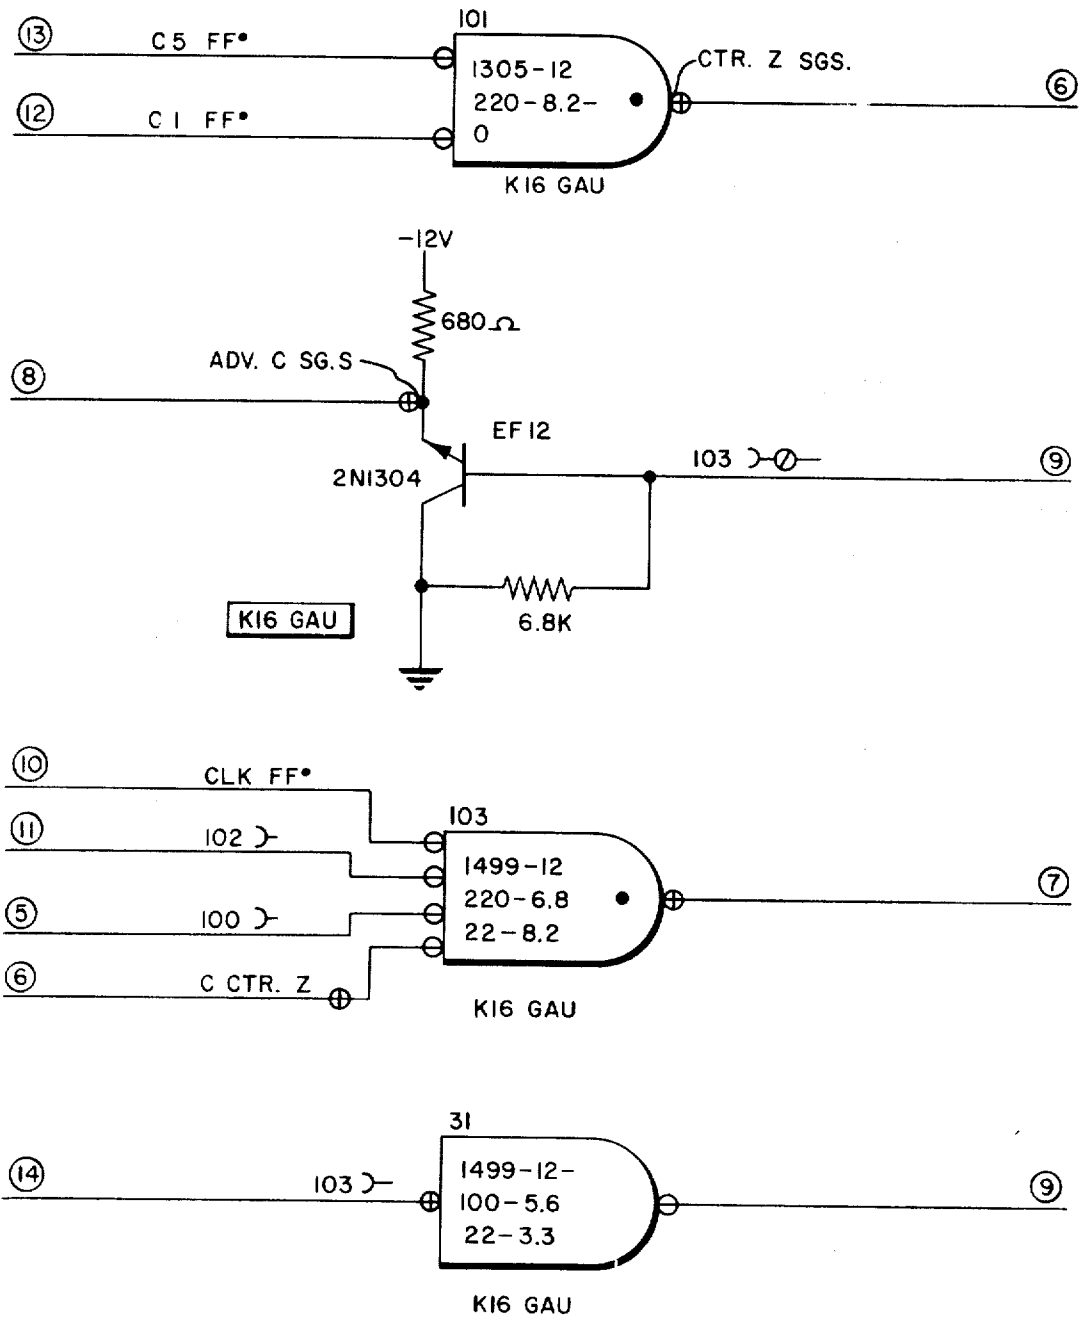 101
13
C5 FF•
1305-12
CTR. Z SGS.
6
12
C1 FF•
220-8.2-
0
K16 GAU
-12V
680Ω
ADV. C SG.S
8
EF12
103
9
2N1304
K16 GAU
6.8K
10
CLK FF•
103
11
102
1499-12
7
5
100
220-6.8
22-8.2
6
C CTR. Z
K16 GAU
31
14
103
1499-12-
9
100-5.6
22-3.3
K16 GAU